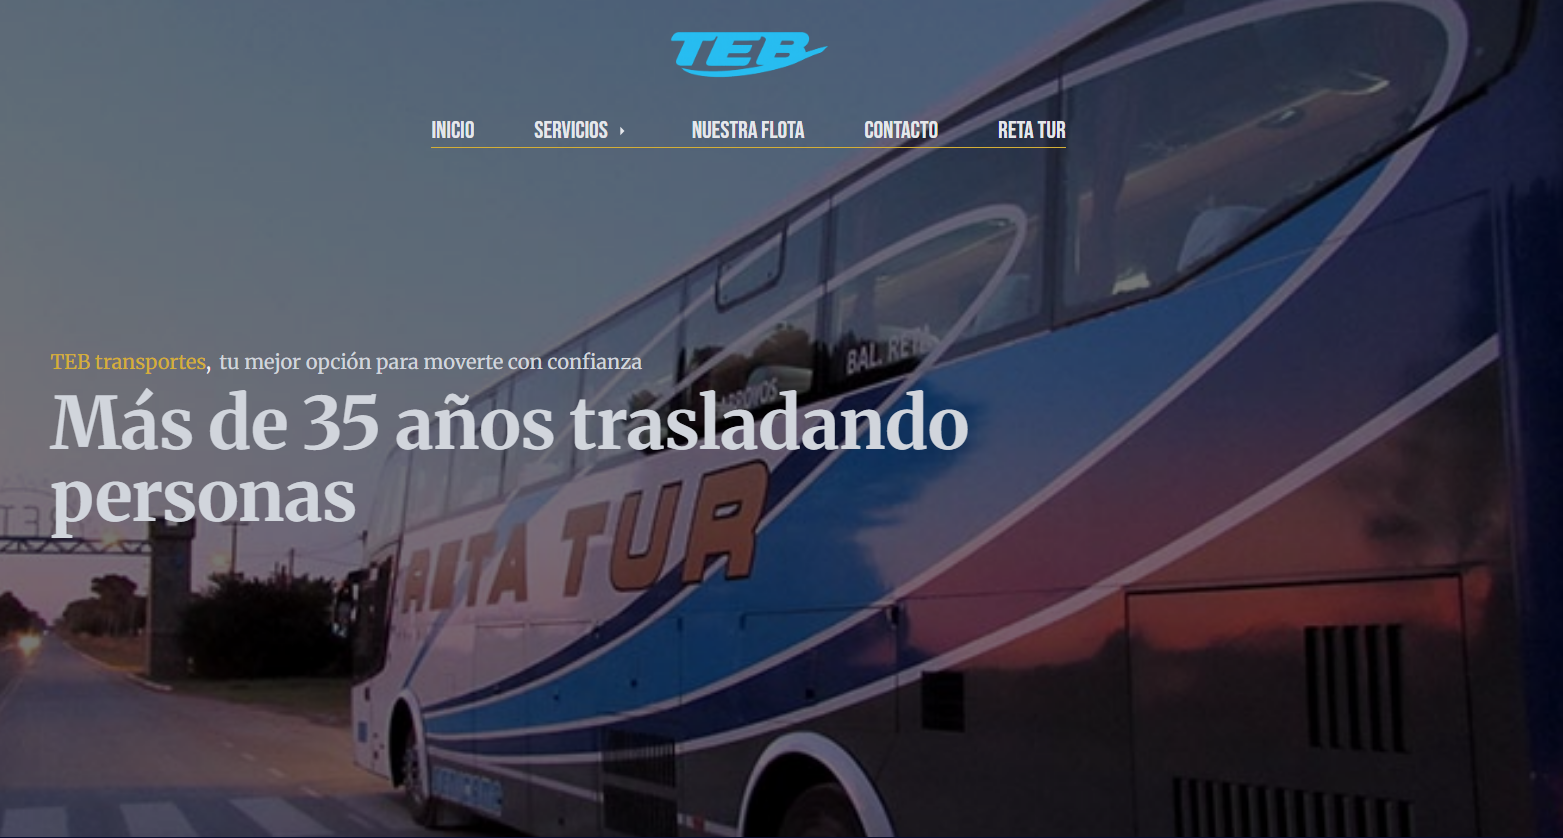 TEB
INICIO SERVICIOS NUESTRA FLOTA CONTACTO RETA TUR
TEB transportes, tu mejor opción para moverte con confianza
Más de 35 años trasladando
personas
BAL. RETA
ARROYOS
RETA TUR